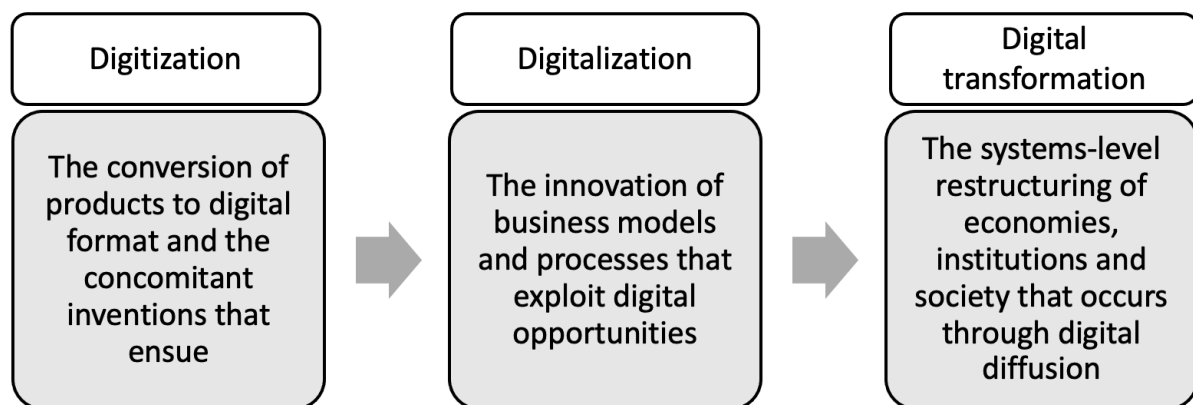 Digitization
The conversion of
products to digital
format and the
concomitant
inventions that
ensue
Digitalization
The innovation of
business models
and processes that
exploit digital
opportunities
Digital
transformation
The systems-level
restructuring of
economies,
institutions and
society that occurs
through digital
diffusion